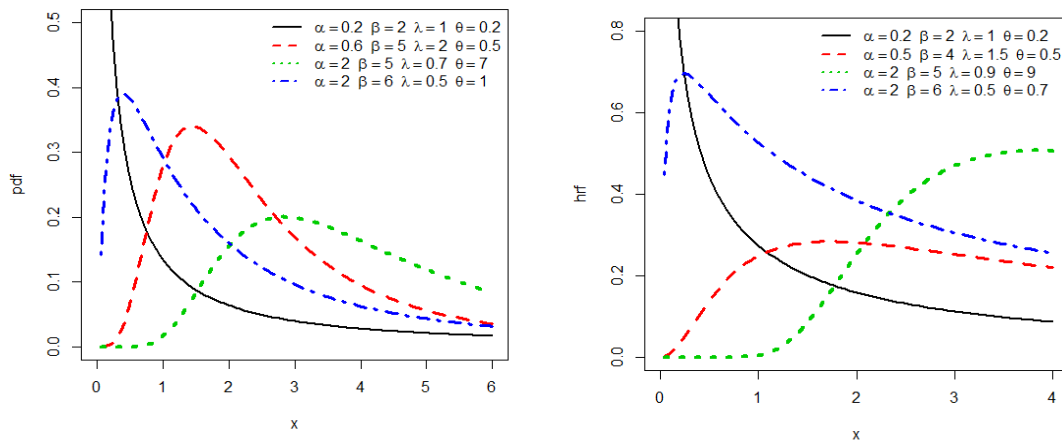 0.5
0.4
0.3
0.2
0.1
0.0
pdf
α=0.2 β=2 λ=1 θ=0.2
α=0.6 β=5 λ=2 θ=0.5
α=2 β=5 λ=0.7 θ=7
α=2 β=6 λ=0.5 θ=1
0 1 2 3 4 5 6
x
0.8
0.6
0.4
0.2
0.0
hrf
α=0.2 β=2 λ=1 θ=0.2
α=0.5 β=4 λ=1.5 θ=0.5
α=2 β=5 λ=0.9 θ=9
α=2 β=6 λ=0.5 θ=0.7
0 1 2 3 4
x